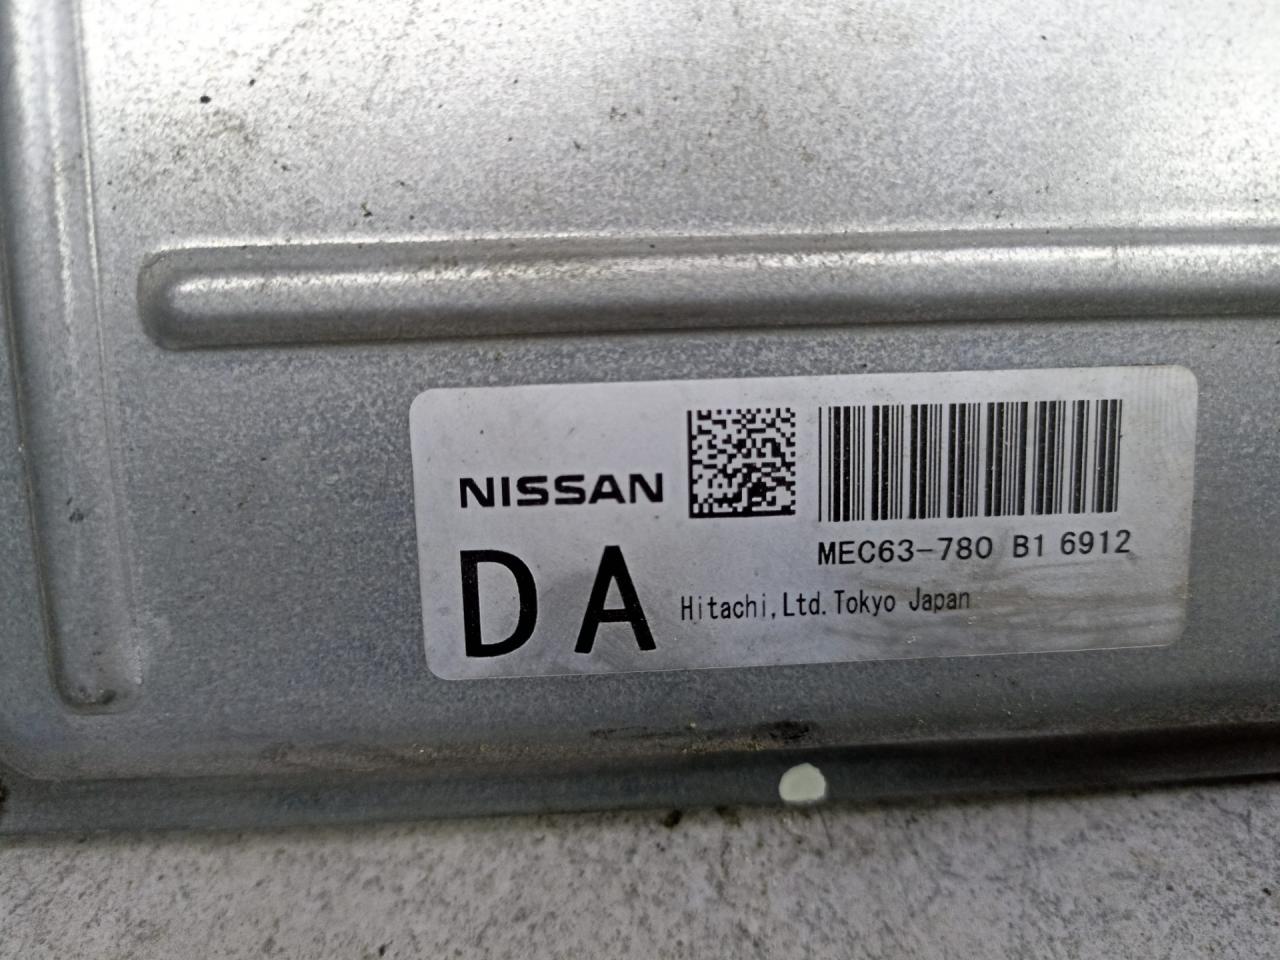 NISSAN
MEC63-780 B1 6912
DA
Hitachi,Ltd.Tokyo Japan